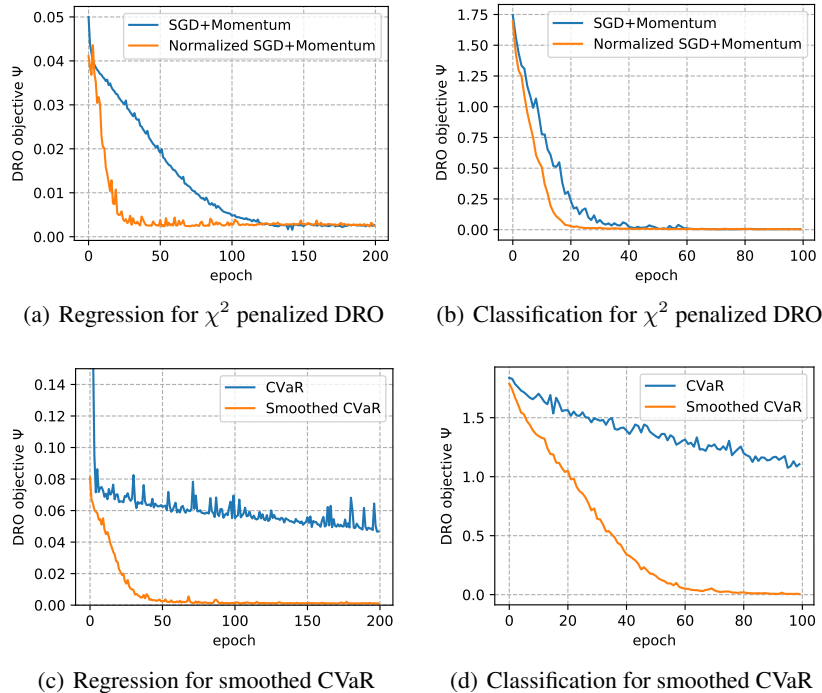 0.05
0.04
0.03
0.02
0.01
0.00
DRO objective Ψ
SGD+Momentum
Normalized SGD+Momentum
0 50 100 150 200
epoch
(a) Regression for χ² penalized DRO
1.75
1.50
1.25
1.00
0.75
0.50
0.25
0.00
DRO objective Ψ
SGD+Momentum
Normalized SGD+Momentum
0 20 40 60 80 100
epoch
(b) Classification for χ² penalized DRO
0.14
0.12
0.10
0.08
0.06
0.04
0.02
0.00
DRO objective Ψ
CVaR
Smoothed CVaR
0 50 100 150 200
epoch
(c) Regression for smoothed CVaR
1.5
1.0
0.5
0.0
DRO objective Ψ
CVaR
Smoothed CVaR
0 20 40 60 80 100
epoch
(d) Classification for smoothed CVaR